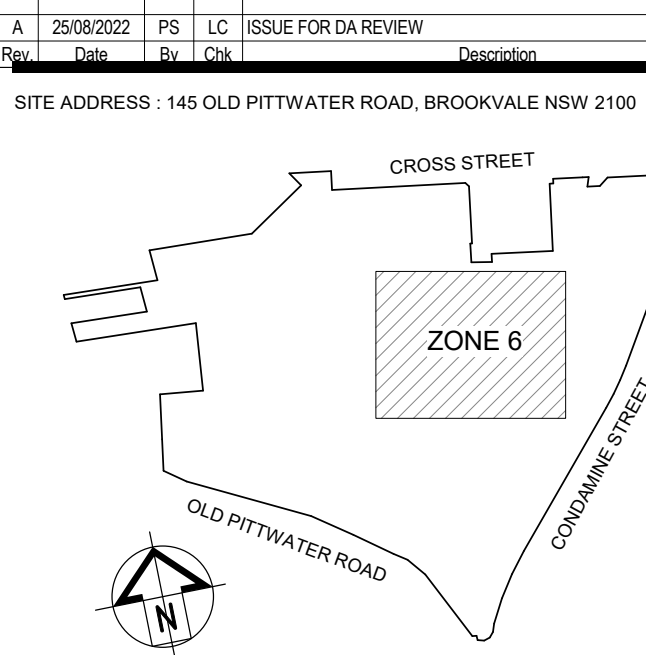 A 25/08/2022 PS LC ISSUE FOR DA REVIEW
Rev. Date By Chk Description
SITE ADDRESS : 145 OLD PITTWATER ROAD, BROOKVALE NSW 2100
CROSS STREET
ZONE 6
CONDAMINE STREET
OLD PITTWATER ROAD
N